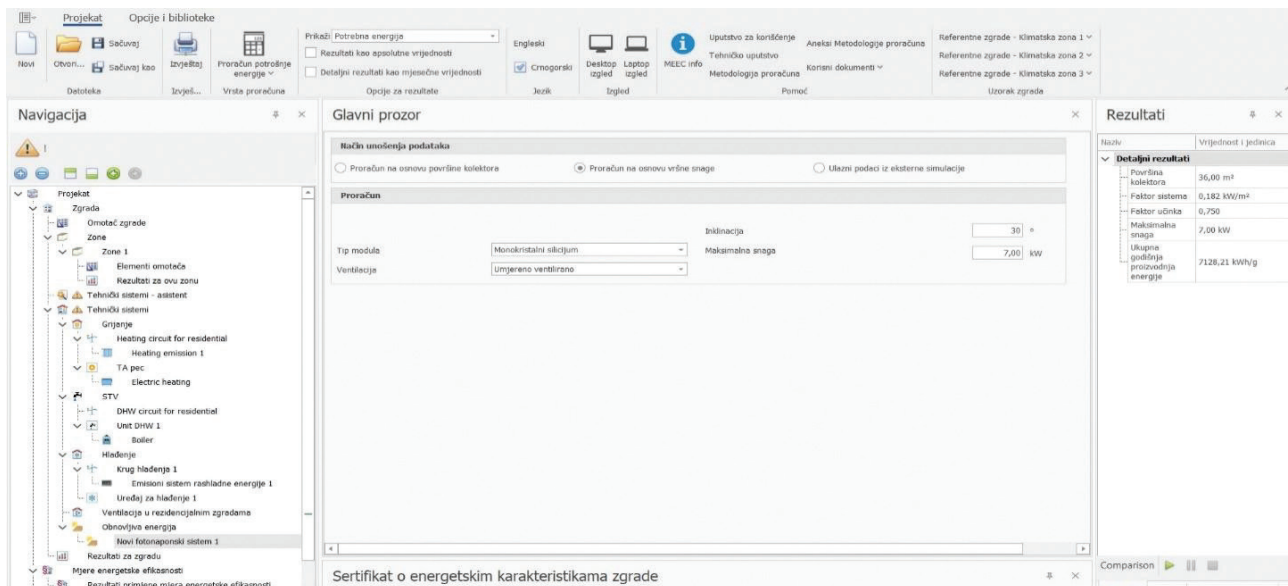 Projekat
Opcije i biblioteke
Novi
Otvori...
Sačuvaj
Sačuvaj kao
Datoteka
Izvještaj
Izvješ...
Proračun potrošnje
energije
Vrsta proračuna
Prikaži Potrebna energija
Rezultati kao apsolutne vrijednosti
Detaljni rezultati kao mjesečne vrijednosti
Opcije za rezultate
Engleski
Crnogorski
Jezik
Desktop
izgled
Laptop
izgled
Izgled
MEEC info
Uputstvo za korišćenje
Tehničko uputstvo
Metodologija proračuna
Aneksi Metodologije proračuna
Korisni dokumenti
Pomoć
Referentne zgrade - Klimatska zona 1
Referentne zgrade - Klimatska zona 2
Referentne zgrade - Klimatska zona 3
Uzorak zgrada
Navigacija
!
Projekat
Zgrada
Omotač zgrade
Zone
Zone 1
Elementi omotača
Rezultati za ovu zonu
Tehnički sistemi - asistent
Tehnički sistemi
Grijanje
Heating circuit for residential
Heating emission 1
TA pec
Electric heating
STV
DHW circuit for residential
Unit DHW 1
Boiler
Hlađenje
Krug hlađenja 1
Emisioni sistem rashladne energije 1
Uređaj za hlađenje 1
Ventilacija u rezidencijalnim zgradama
Obnovljiva energija
Novi fotonaponski sistem 1
Rezultati za zgradu
Mjere energetske efikasnosti
Rezultati primjene mjera energetske efikasnosti
Glavni prozor
Način unošenja podataka
Proračun na osnovu površine kolektora
Proračun na osnovu vršne snage
Ulazni podaci iz eksterne simulacije
Proračun
Inklinacija 30 °
Tip modula Monokristalni silicijum
Maksimalna snaga 7,00 kW
Ventilacija Umjereno ventilirano
Sertifikat o energetskim karakteristikama zgrade
Rezultati
Naziv Vrijednost i jedinica
Detaljni rezultati
Površina
kolektora 36,00 m²
Faktor sistema 0,182 kW/m²
Faktor učinka 0,750
Maksimalna
snaga 7,00 kW
Ukupna
godišnja
proizvodnja
energije 7128,21 kWh/g
Comparison